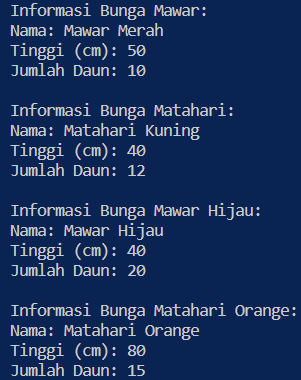 Informasi Bunga Mawar:
Nama: Mawar Merah
Tinggi (cm): 50
Jumlah Daun: 10
Informasi Bunga Matahari:
Nama: Matahari Kuning
Tinggi (cm): 40
Jumlah Daun: 12
Informasi Bunga Mawar Hijau:
Nama: Mawar Hijau
Tinggi (cm): 40
Jumlah Daun: 20
Informasi Bunga Matahari Orange:
Nama: Matahari Orange
Tinggi (cm): 80
Jumlah Daun: 15